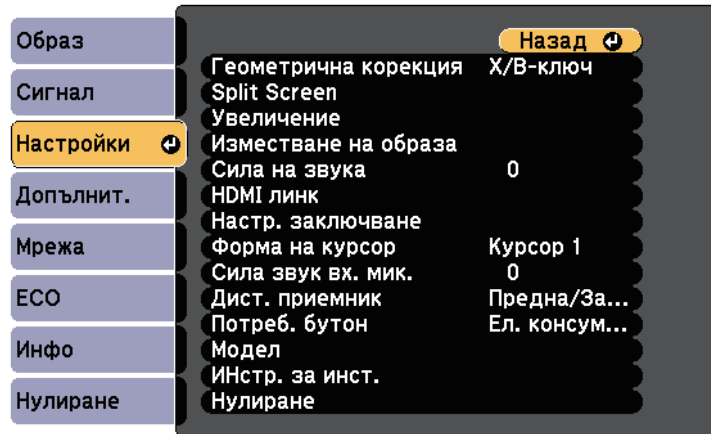 Образ
Сигнал
Настройки
Допълнит.
Мрежа
ECO
Инфо
Нулиране
Назад
Геометрична корекция X/В-ключ
Split Screen
Увеличение
Изместване на образа
Сила на звука 0
HDMI линк
Настр. заключване
Форма на курсор Курсор 1
Сила звук вх. мик. 0
Дист. приемник Предна/За...
Потреб. бутон Ел. консум...
Модел
ИНстр. за инст.
Нулиране